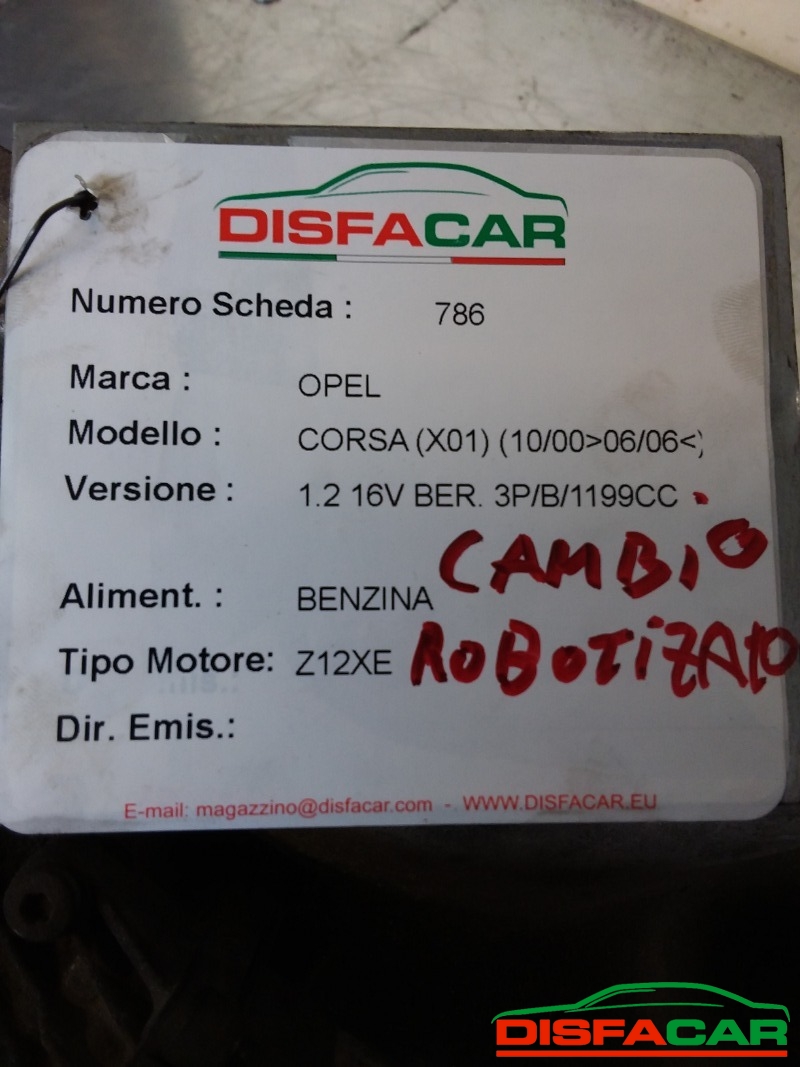 DISFACAR
Numero Scheda : 786
Marca : OPEL
Modello : CORSA (X01) (10/00>06/06<)
Versione : 1.2 16V BER. 3P/B/1199CC
CAMBIO
Aliment. : BENZINA
Tipo Motore: Z12XE ROBOTIZATO
Dir. Emis.:
E-mail: magazzino@disfacar.com - WWW.DISFACAR.EU
DISFACAR